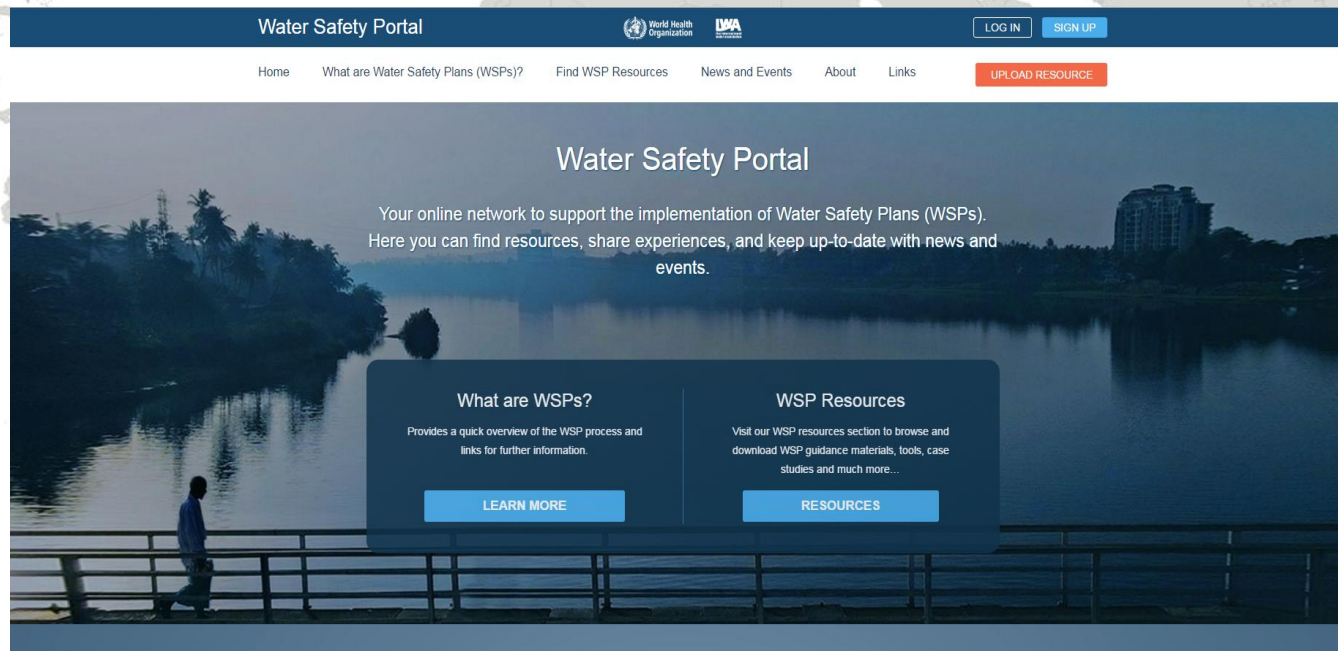 Water Safety Portal
World Health
Organization
IWA
LOG IN
SIGN UP
Home
What are Water Safety Plans (WSPs)?
Find WSP Resources
News and Events
About
Links
UPLOAD RESOURCE
Water Safety Portal
Your online network to support the implementation of Water Safety Plans (WSPs).
Here you can find resources, share experiences, and keep up-to-date with news and
events.
What are WSPs?
Provides a quick overview of the WSP process and
links for further information.
LEARN MORE
WSP Resources
Visit our WSP resources section to browse and
download WSP guidance materials, tools, case
studies and much more...
RESOURCES